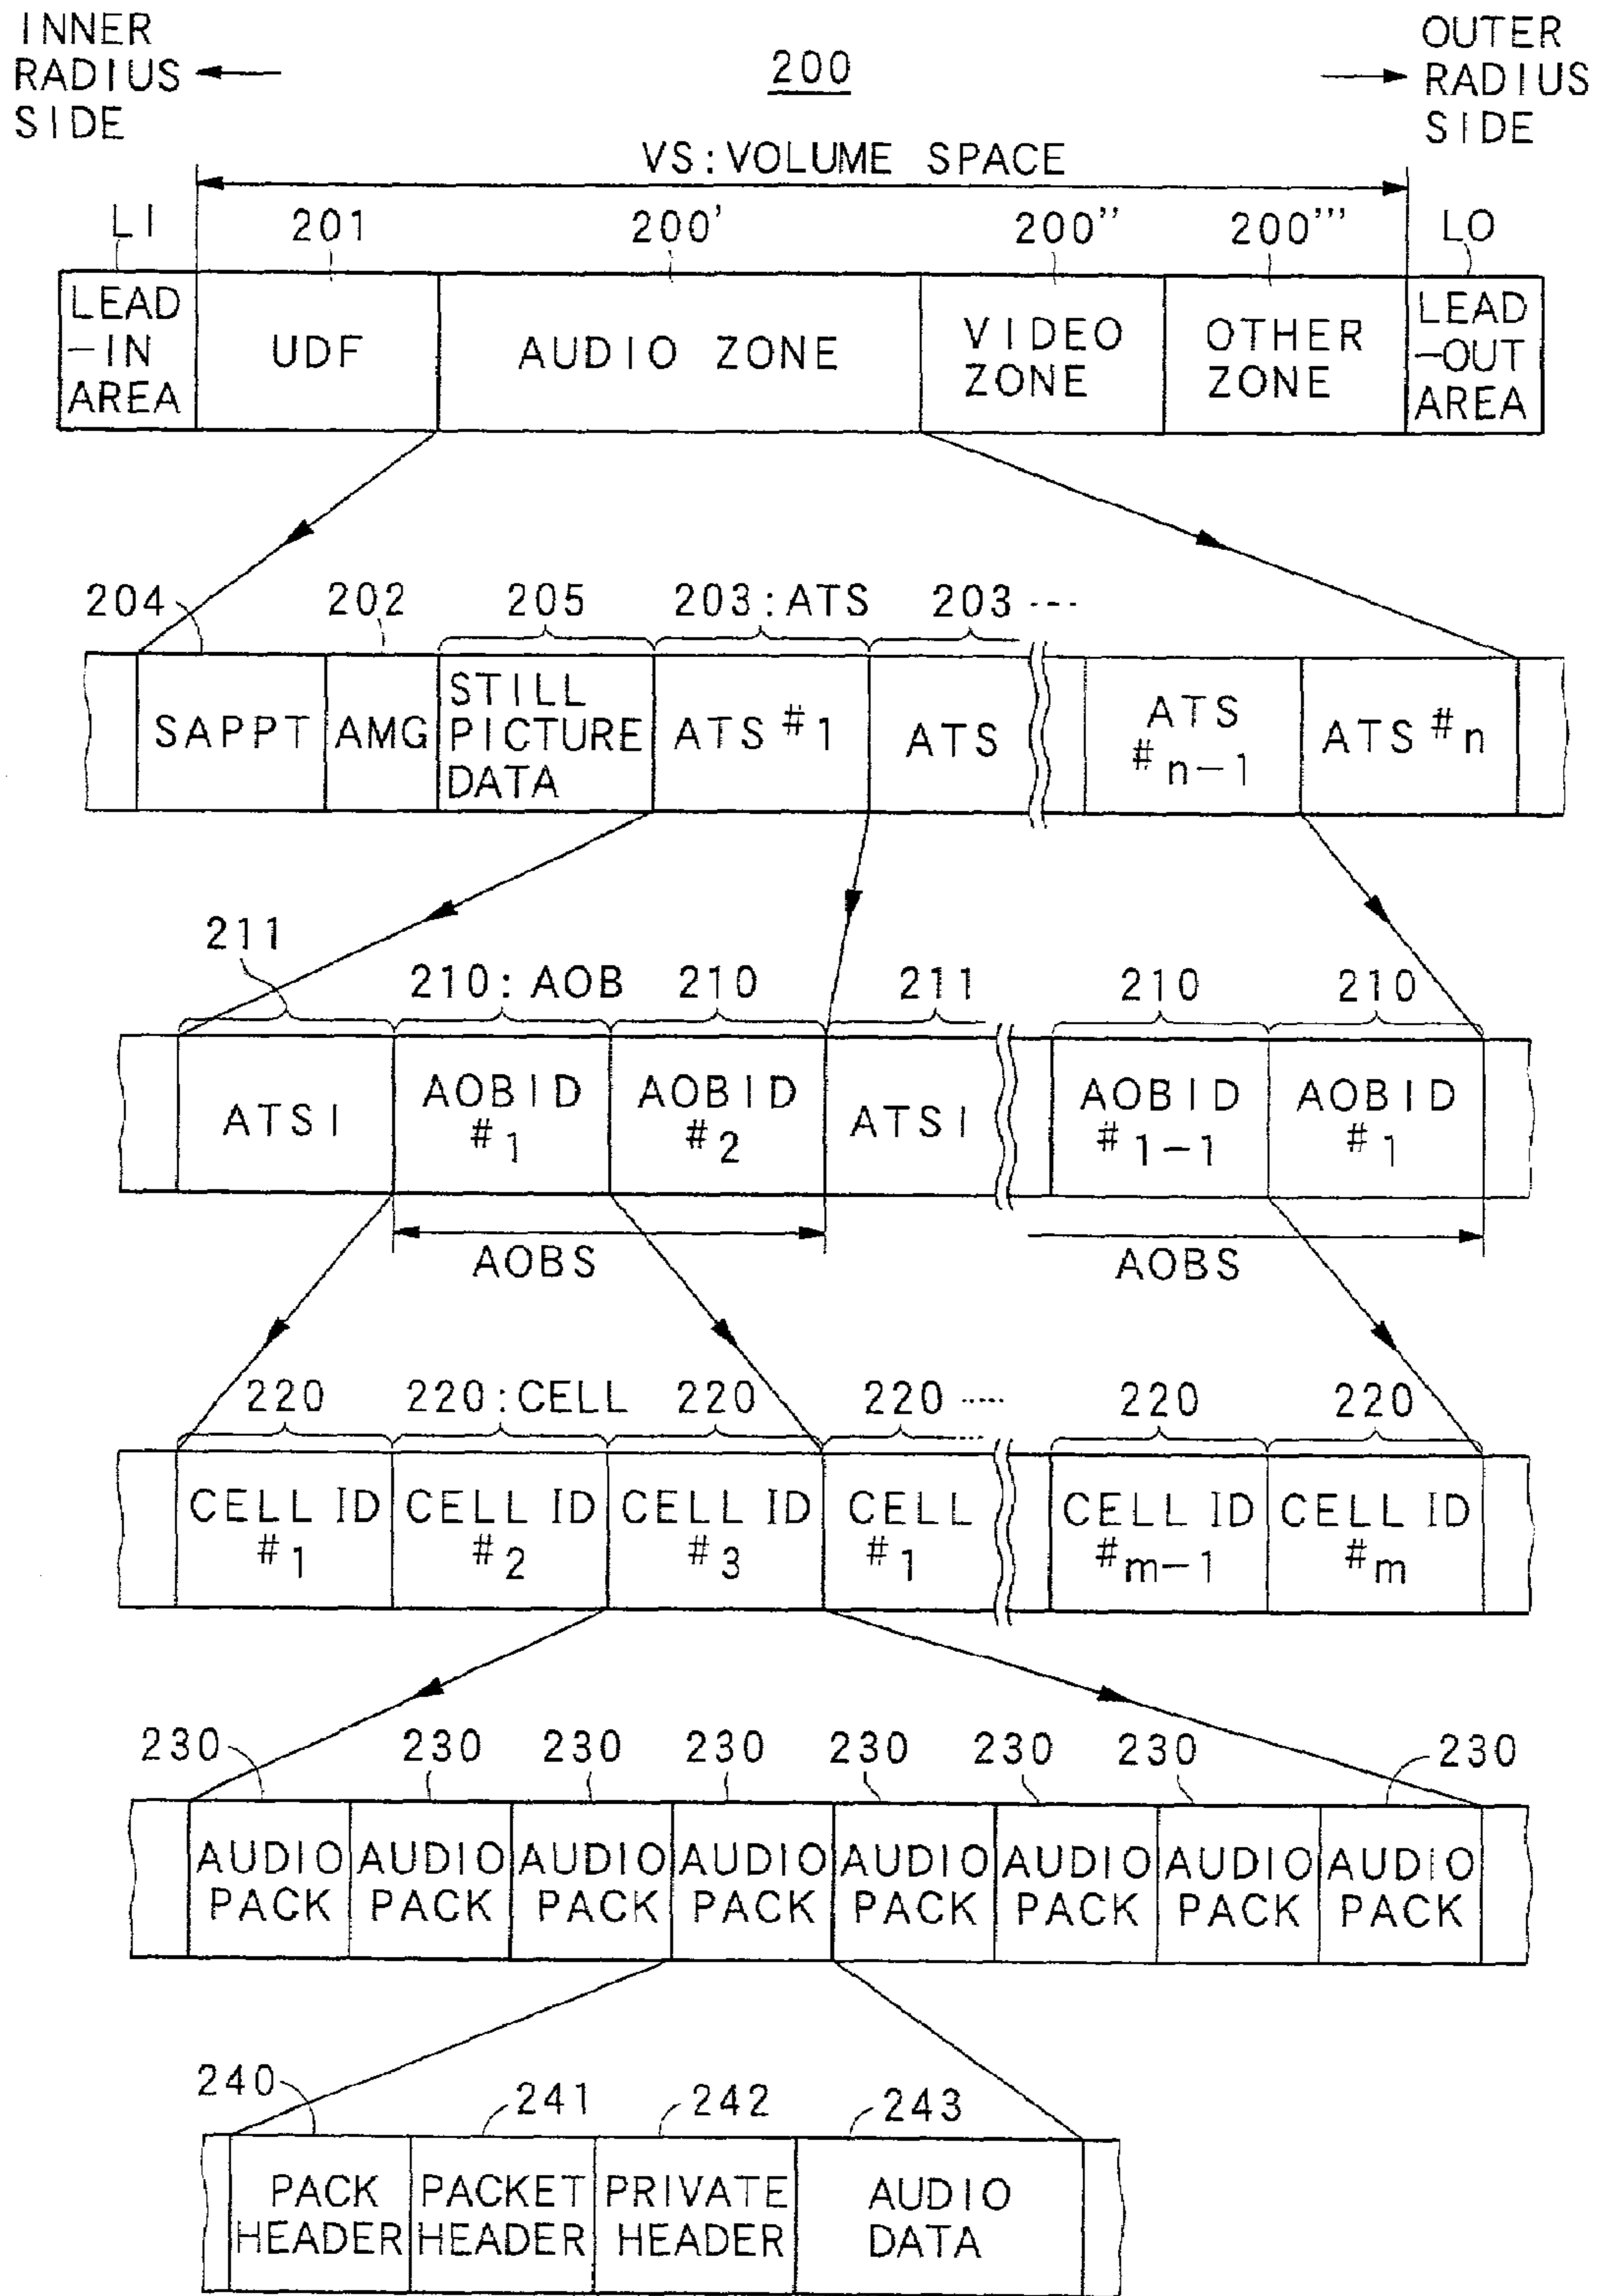 INNER
RADIUS
SIDE
200
OUTER
RADIUS
SIDE
VS:VOLUME SPACE
LI 201 200' 200'' 200''' LO
LEAD
-IN
AREA
UDF
AUDIO ZONE
VIDEO
ZONE
OTHER
ZONE
LEAD
-OUT
AREA
204 202 205 203:ATS 203 ---
SAPPT
AMG
STILL
PICTURE
DATA
ATS #1
ATS
ATS
#n-1
ATS #n
211 210:AOB 210 211 210 210
ATSI
AOBID
#1
AOBID
#2
ATSI
AOBID
#1-1
AOBID
#1
AOBS
AOBS
220 220:CELL 220 220 ----- 220 220
CELL ID
#1
CELL ID
#2
CELL ID
#3
CELL
#1
CELL ID
#m-1
CELL ID
#m
230 230 230 230 230 230 230 230
AUDIO
PACK
AUDIO
PACK
AUDIO
PACK
AUDIO
PACK
AUDIO
PACK
AUDIO
PACK
AUDIO
PACK
AUDIO
PACK
240 241 242 243
PACK
HEADER
PACKET
HEADER
PRIVATE
HEADER
AUDIO
DATA